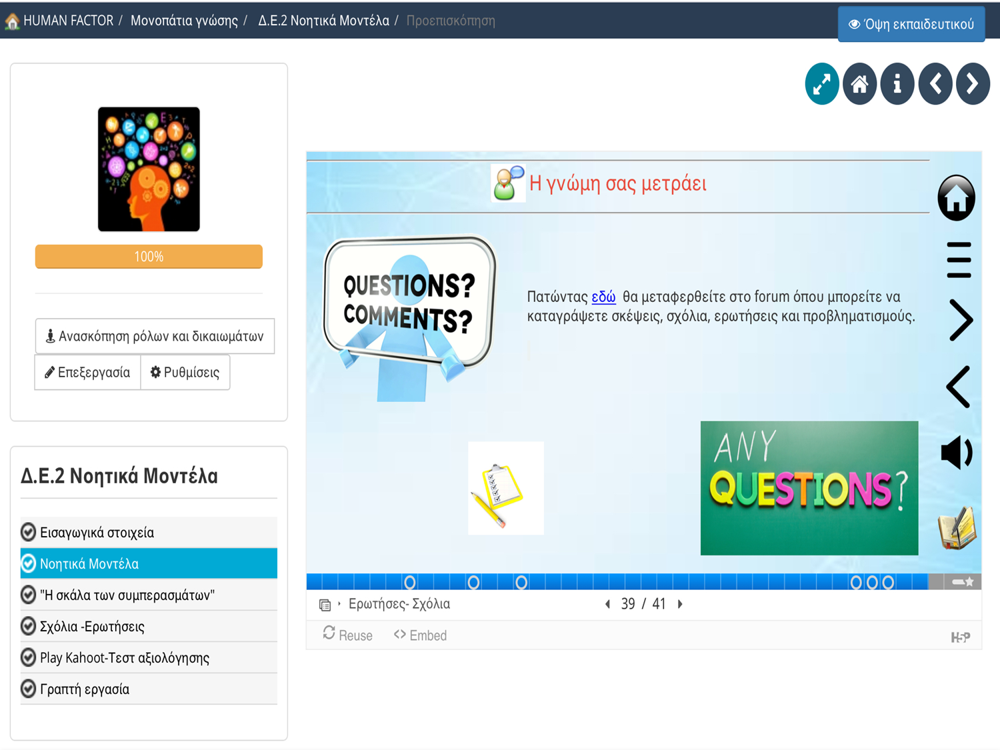 HUMAN FACTOR / Μονοπάτια γνώσης / Δ.Ε.2 Νοητικά Μοντέλα / Προεπισκόπηση
Όψη εκπαιδευτικού
100%
Ανασκόπηση ρόλων και δικαιωμάτων
Επεξεργασία
Ρυθμίσεις
Δ.Ε.2 Νοητικά Μοντέλα
Εισαγωγικά στοιχεία
Νοητικά Μοντέλα
"Η σκάλα των συμπερασμάτων"
Σχόλια -Ερωτήσεις
Play Kahoot-Τεστ αξιολόγησης
Γραπτή εργασία
Η γνώμη σας μετράει
QUESTIONS?
COMMENTS?
Πατώντας εδώ θα μεταφερθείτε στο forum όπου μπορείτε να
καταγράψετε σκέψεις, σχόλια, ερωτήσεις και προβληματισμούς.
ANY
QUESTIONS?
Ερωτήσες- Σχόλια
39 / 41
Reuse
Embed
H5P